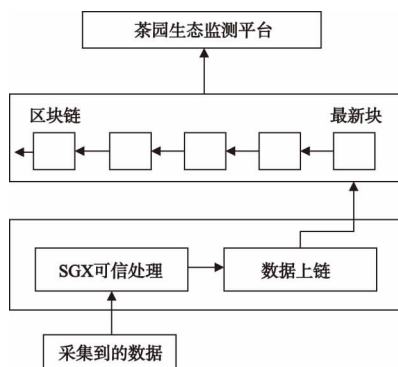 茶园生态监测平台
区块链
最新块
SGX可信处理
数据上链
采集到的数据